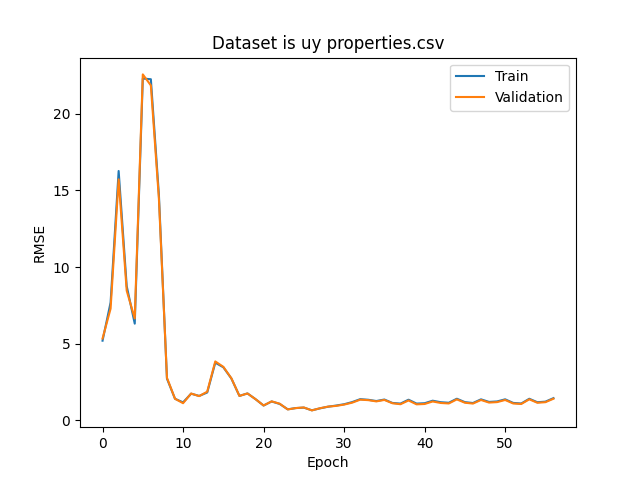 Dataset is uy properties.csv
Train
Validation
RMSE
20
15
10
5
0
0 10 20 30 40 50
Epoch